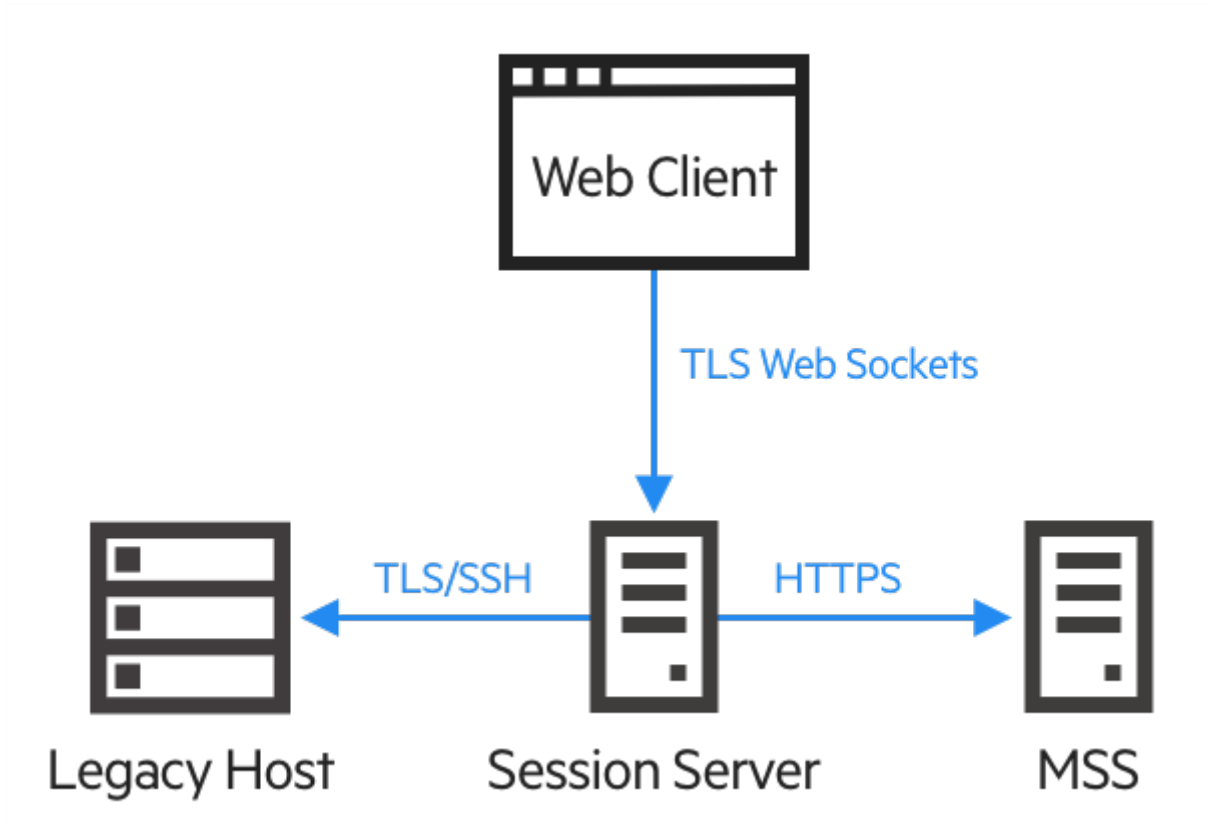 Web Client
TLS Web Sockets
TLS/SSH
HTTPS
Legacy Host
Session Server
MSS